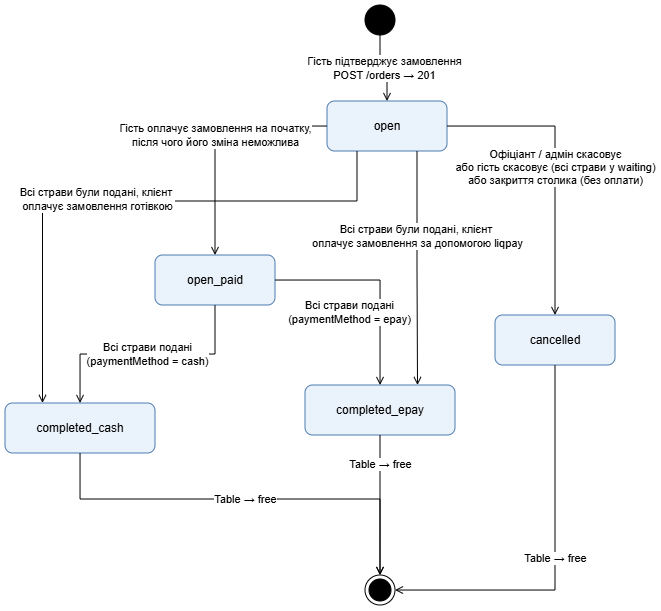 Гість підтверджує замовлення
POST /orders → 201
open
Гість оплачує замовлення на початку,
після чого його зміна неможлива
Офіціант / адмін скасовує
або гість скасовує (всі страви у waiting)
або закриття столика (без оплати)
Всі страви були подані, клієнт
оплачує замовлення готівкою
Всі страви були подані, клієнт
оплачує замовлення за допомогою liqpay
open_paid
Всі страви подані
(paymentMethod = epay)
cancelled
Всі страви подані
(paymentMethod = cash)
completed_cash
completed_epay
Table → free
Table → free
Table → free